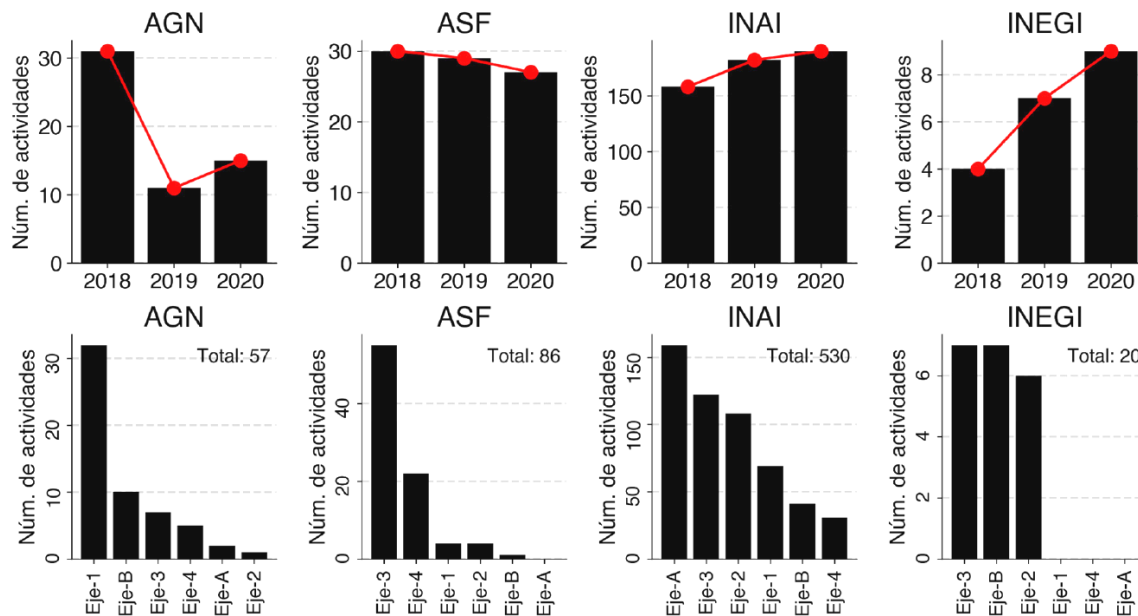 AGN
Núm. de actividades
30
20
10
0
2018 2019 2020
ASF
Núm. de actividades
30
20
10
0
2018 2019 2020
INAI
Núm. de actividades
150
100
50
0
2018 2019 2020
INEGI
Núm. de actividades
8
6
4
2
0
2018 2019 2020
AGN
Total: 57
Núm. de actividades
30
20
10
0
Eje-1 Eje-B Eje-3 Eje-4 Eje-A Eje-2
ASF
Total: 86
Núm. de actividades
40
20
0
Eje-3 Eje-4 Eje-1 Eje-2 Eje-B Eje-A
INAI
Total: 530
Núm. de actividades
150
100
50
0
Eje-A Eje-3 Eje-2 Eje-1 Eje-B Eje-4
INEGI
Total: 20
Núm. de actividades
6
4
2
0
Eje-3 Eje-B Eje-2 Eje-1 Eje-4 Eje-A